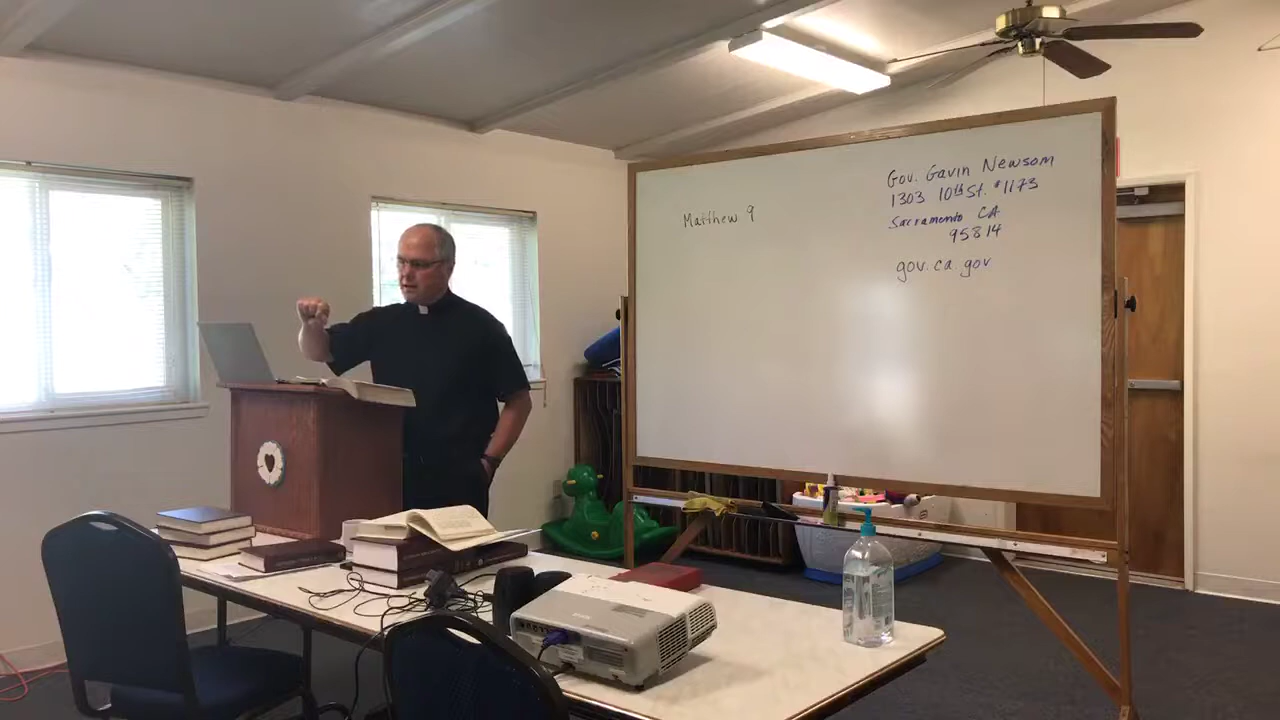 Matthew 9
Gov. Gavin Newsom
1303 10th St. #1173
Sacramento CA
95814
gov.ca.gov